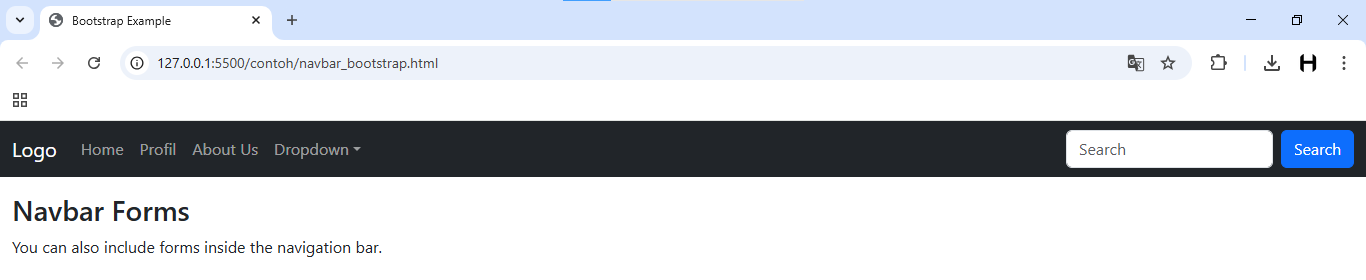 Bootstrap Example
127.0.0.1:5500/contoh/navbar_bootstrap.html
Logo Home Profil About Us Dropdown Search Search
Navbar Forms
You can also include forms inside the navigation bar.